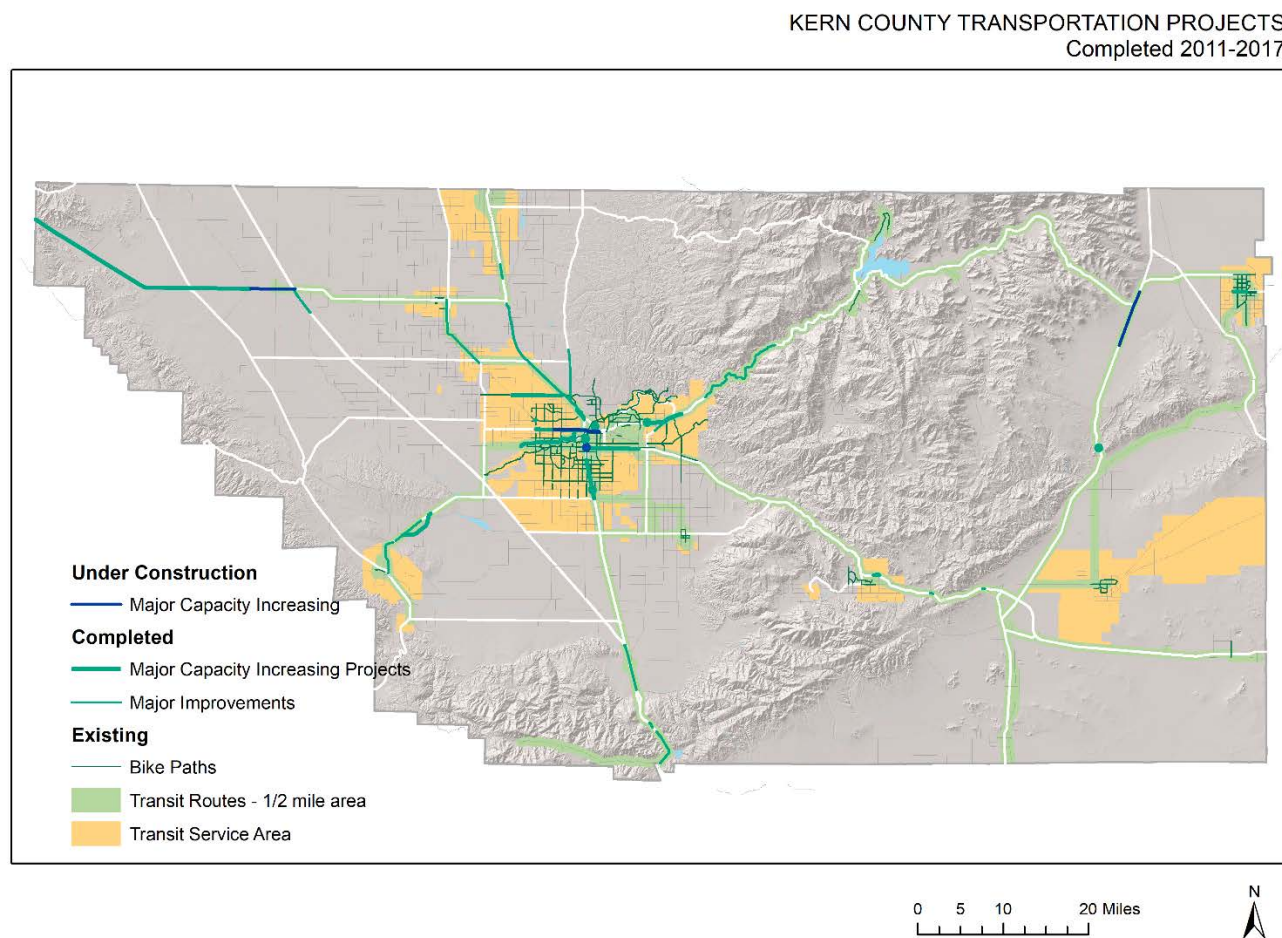 KERN COUNTY TRANSPORTATION PROJECTS
Completed 2011-2017
Under Construction
Major Capacity Increasing
Completed
Major Capacity Increasing Projects
Major Improvements
Existing
Bike Paths
Transit Routes - 1/2 mile area
Transit Service Area
0 5 10 20 Miles
N